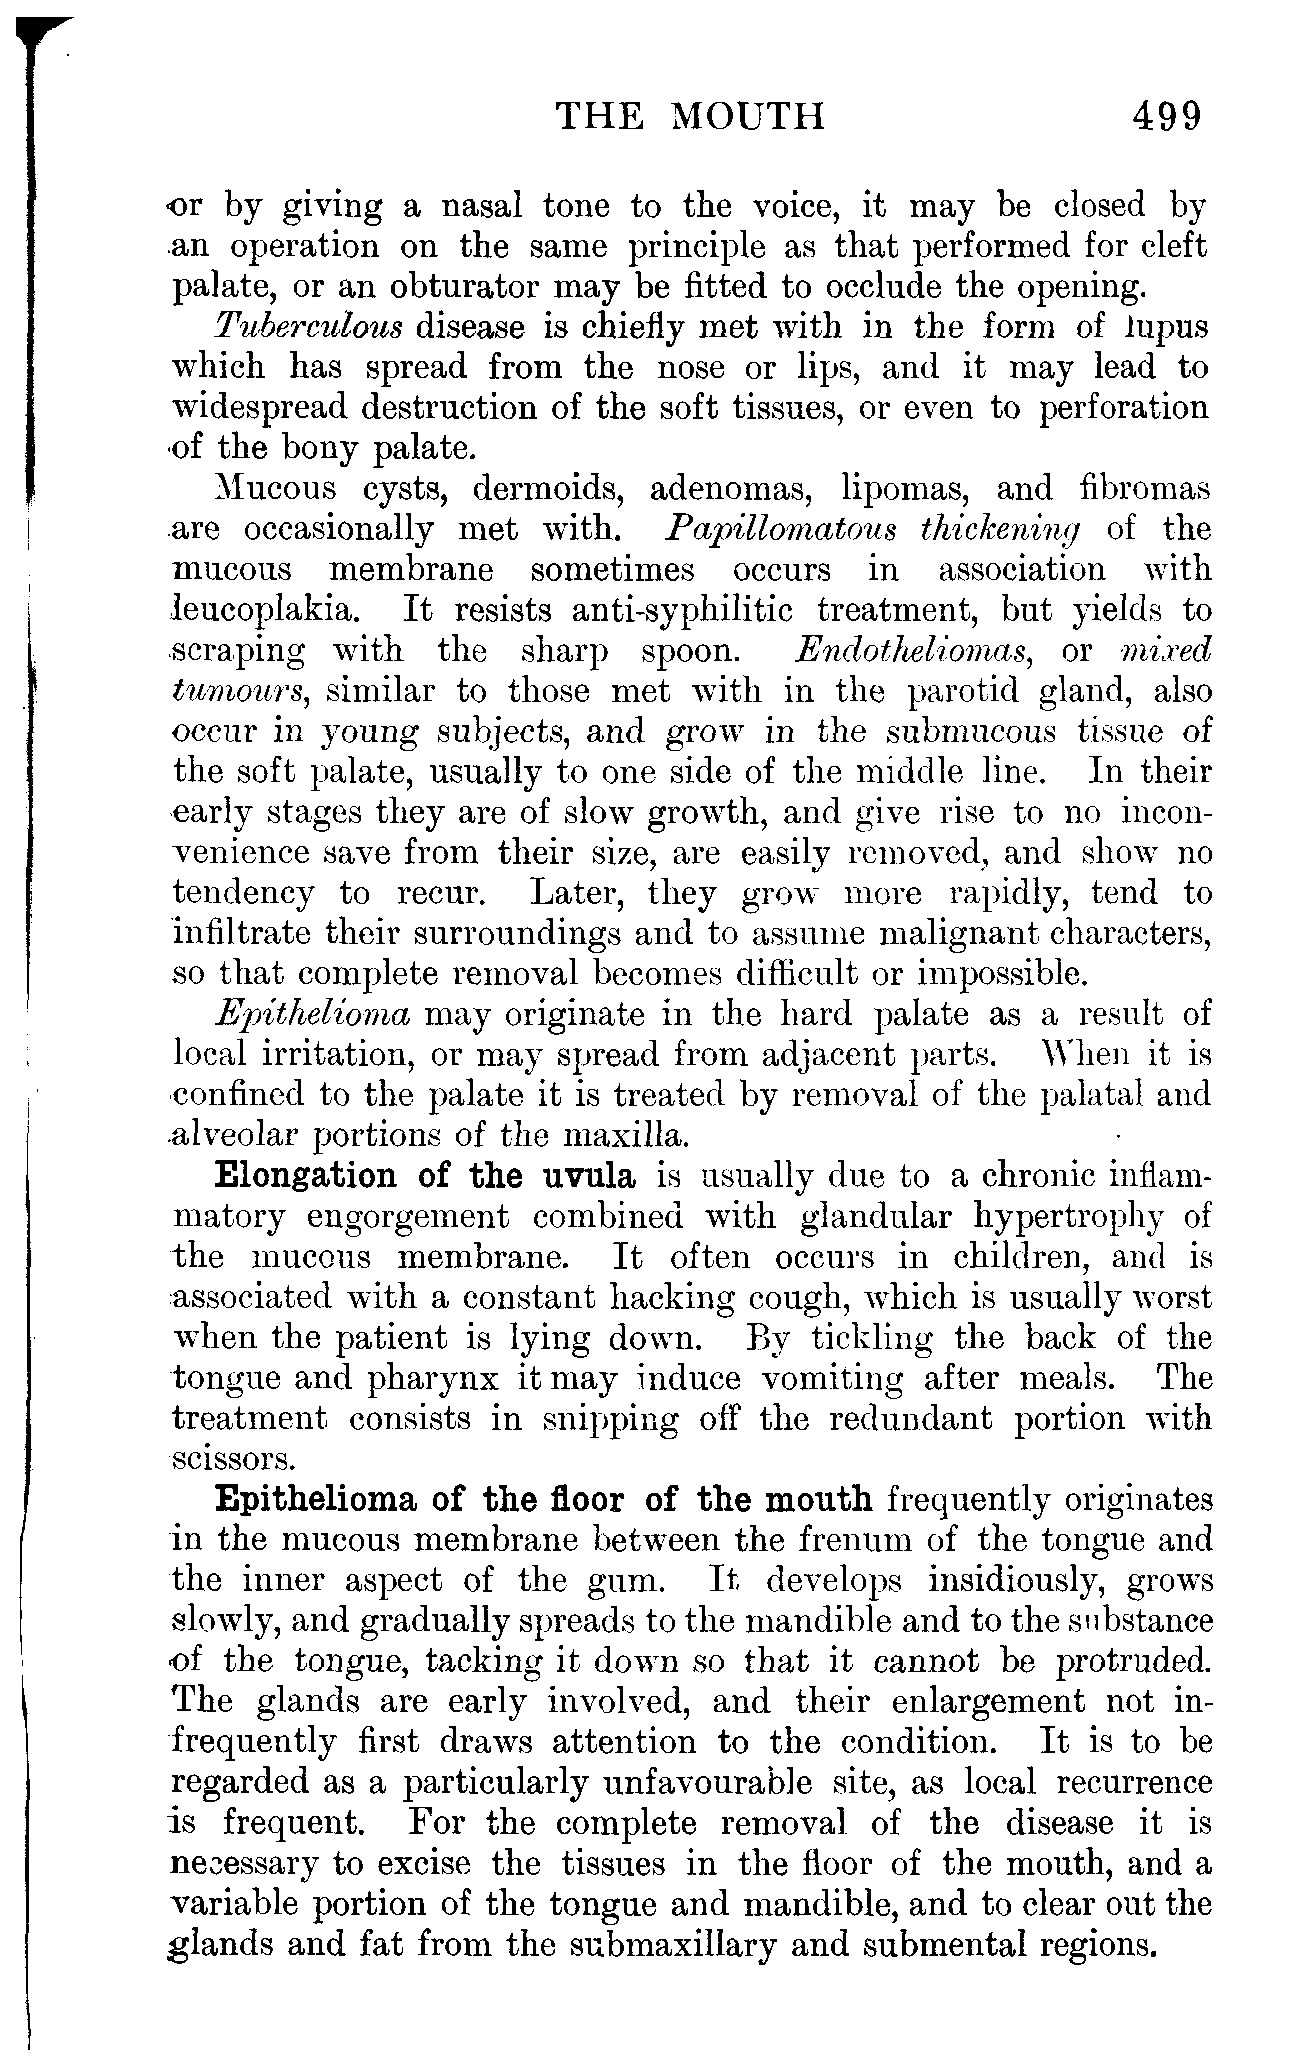 THE MOUTH 499
or by giving a nasal tone to the voice, it may be closed by
an operation on the same principle as that performed for cleft
palate, or an obturator may be fitted to occlude the opening.
Tuberculous disease is chiefly met with in the form of lupus
which has spread from the nose or lips, and it may lead to
widespread destruction of the soft tissues, or even to perforation
of the bony palate.
Mucous cysts, dermoids, adenomas, lipomas, and fibromas
are occasionally met with. Papillomatous thickening of the
mucous membrane sometimes occurs in association with
leucoplakia. It resists anti-syphilitic treatment, but yields to
scraping with the sharp spoon. Endotheliomas, or mixed
tumours, similar to those met with in the parotid gland, also
occur in young subjects, and grow in the submucous tissue of
the soft palate, usually to one side of the middle line. In their
early stages they are of slow growth, and give rise to no incon-
venience save from their size, are easily removed, and show no
tendency to recur. Later, they grow more rapidly, tend to
infiltrate their surroundings and to assume malignant characters,
so that complete removal becomes difficult or impossible.
Epithelioma may originate in the hard palate as a result of
local irritation, or may spread from adjacent parts. When it is
confined to the palate it is treated by removal of the palatal and
alveolar portions of the maxilla.
Elongation of the uvula is usually due to a chronic inflam-
matory engorgement combined with glandular hypertrophy of
the mucous membrane. It often occurs in children, and is
associated with a constant hacking cough, which is usually worst
when the patient is lying down. By tickling the back of the
tongue and pharynx it may induce vomiting after meals. The
treatment consists in snipping off the redundant portion with
scissors.
Epithelioma of the floor of the mouth frequently originates
in the mucous membrane between the frenum of the tongue and
the inner aspect of the gum. It develops insidiously, grows
slowly, and gradually spreads to the mandible and to the substance
of the tongue, tacking it down so that it cannot be protruded.
The glands are early involved, and their enlargement not in-
frequently first draws attention to the condition. It is to be
regarded as a particularly unfavourable site, as local recurrence
is frequent. For the complete removal of the disease it is
necessary to excise the tissues in the floor of the mouth, and a
variable portion of the tongue and mandible, and to clear out the
glands and fat from the submaxillary and submental regions.